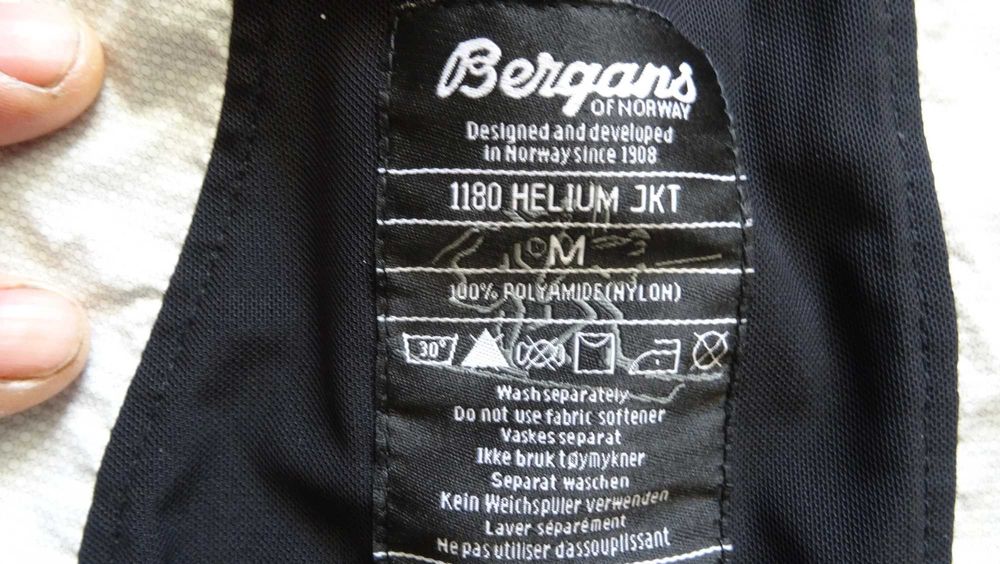 Bergans
OF NORWAY
Designed and developed
in Norway since 1908
1180 HELIUM JKT
M
100% POLYAMIDE(NYLON)
30°
Wash separately
Do not use fabric softener
Vaskes separat
Ikke bruk tøymykner
Separat waschen
Kein Weichspüler verwenden
Laver séparément
Ne pas utiliser dassouplissant